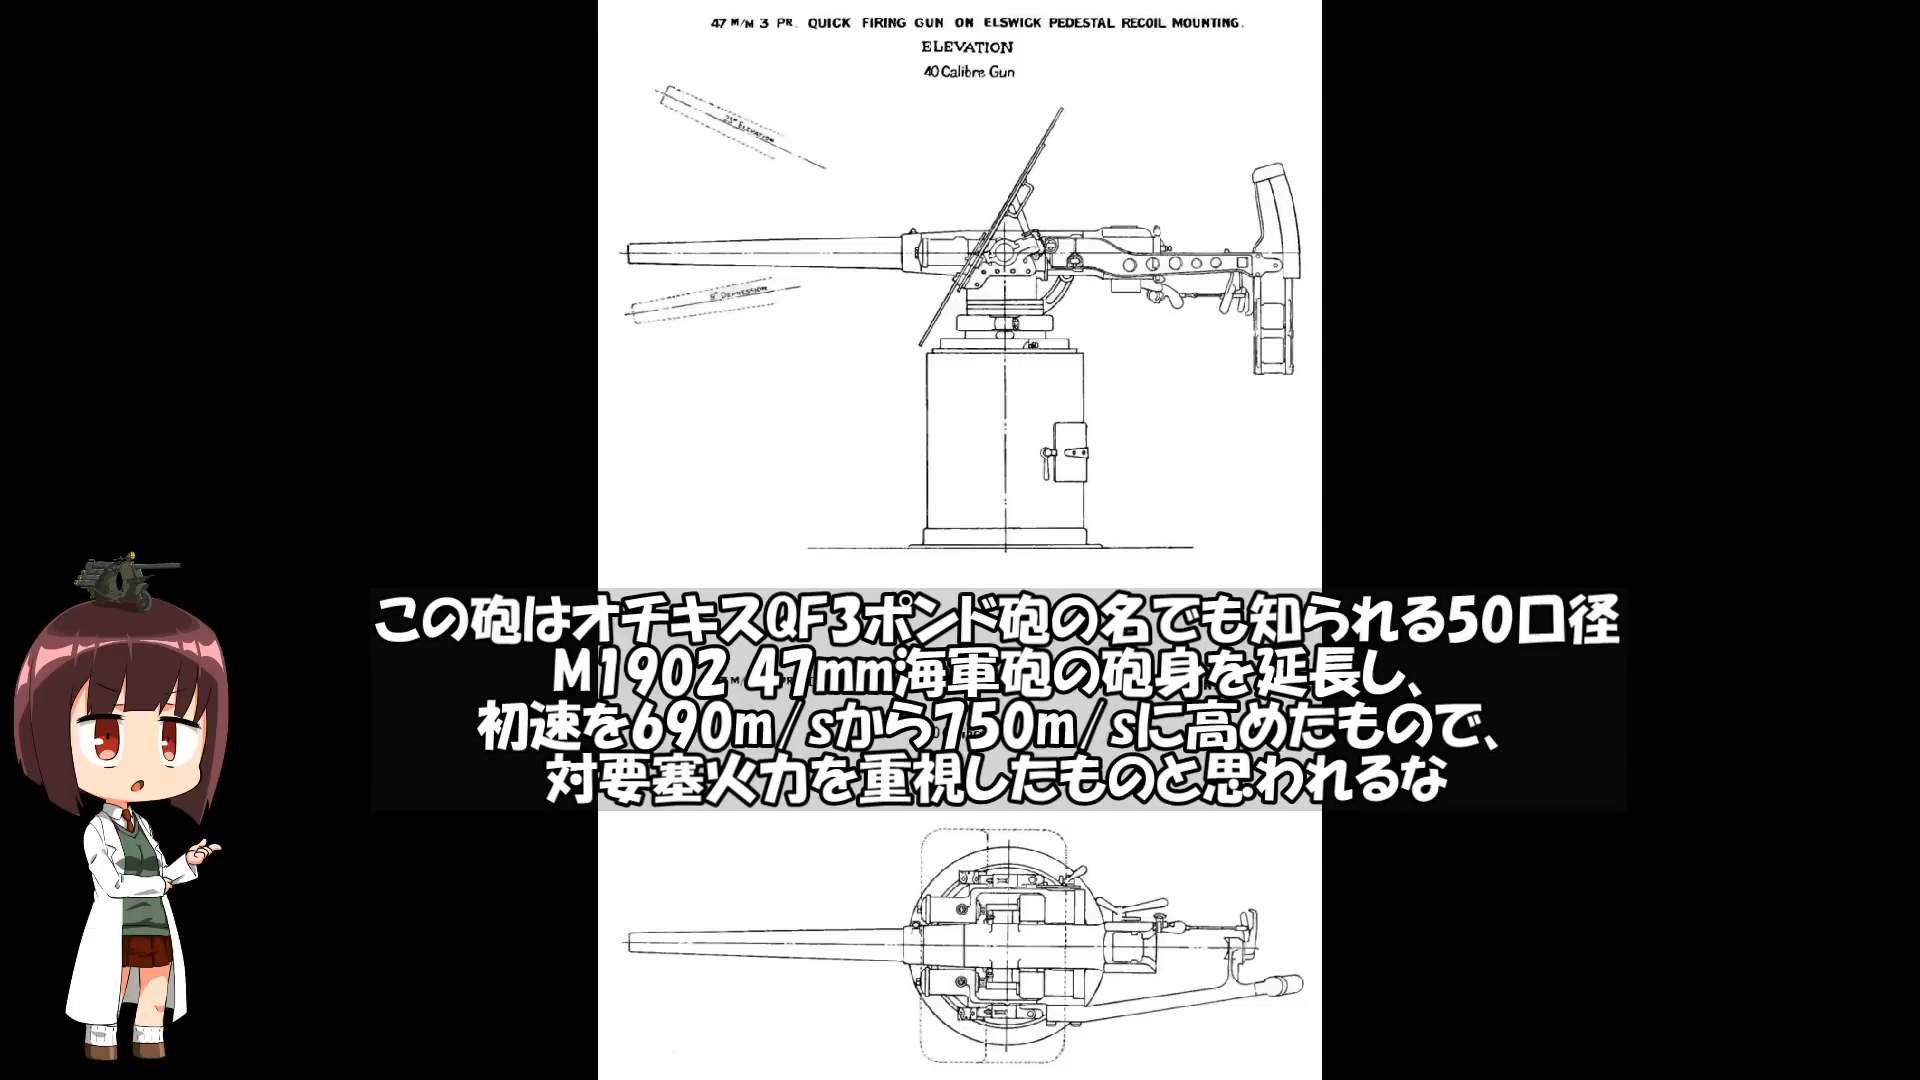 47 M/M 3 PR. QUICK FIRING GUN ON ELSWICK PEDESTAL RECOIL MOUNTING.
ELEVATION
40 Calibre Gun
25° ELEVATION
5° DEPRESSION
この砲はオチキスQF3ポンド砲の名でも知られる50口径
M1902 47mm海軍砲の砲身を延長し、
初速を690m/sから750m/sに高めたもので、
対要塞火力を重視したものと思われるな